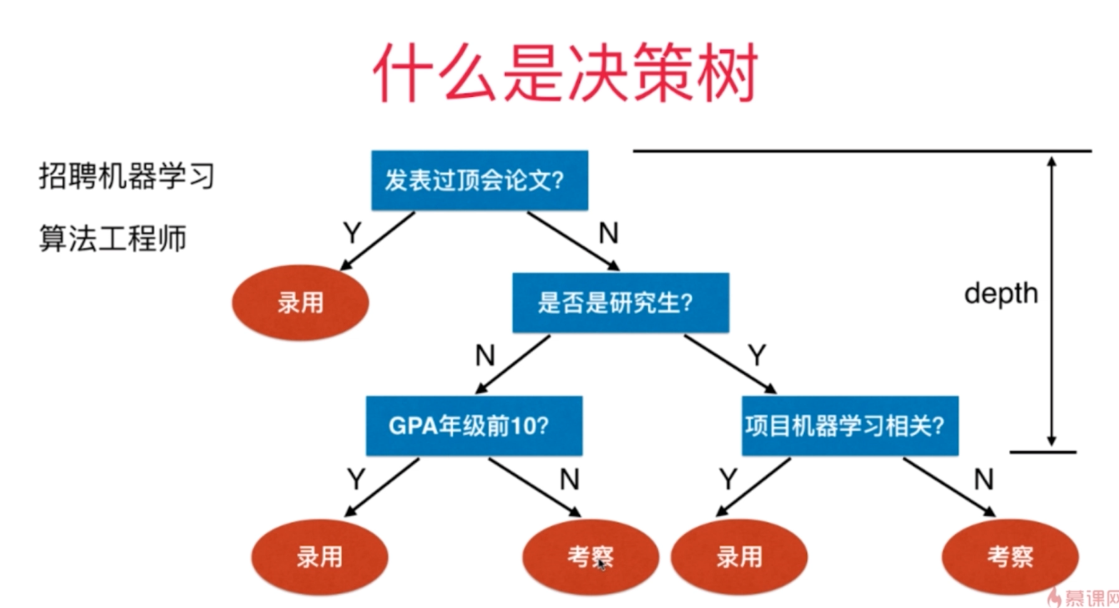 什么是决策树
招聘机器学习
算法工程师
发表过顶会论文?
Y
N
录用
是否是研究生?
depth
N
Y
GPA年级前10?
项目机器学习相关?
Y
N
Y
N
录用
考察
录用
考察
慕课网